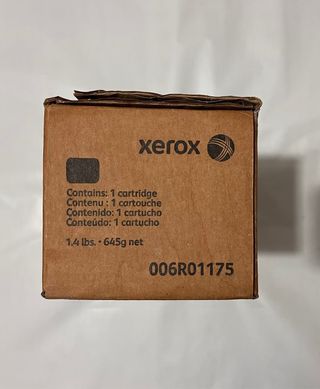 xerox
Contains: 1 cartridge
Contenu : 1 cartouche
Contenido: 1 cartucho
Conteúdo: 1 cartucho
1.4 lbs. • 645g net
006R01175